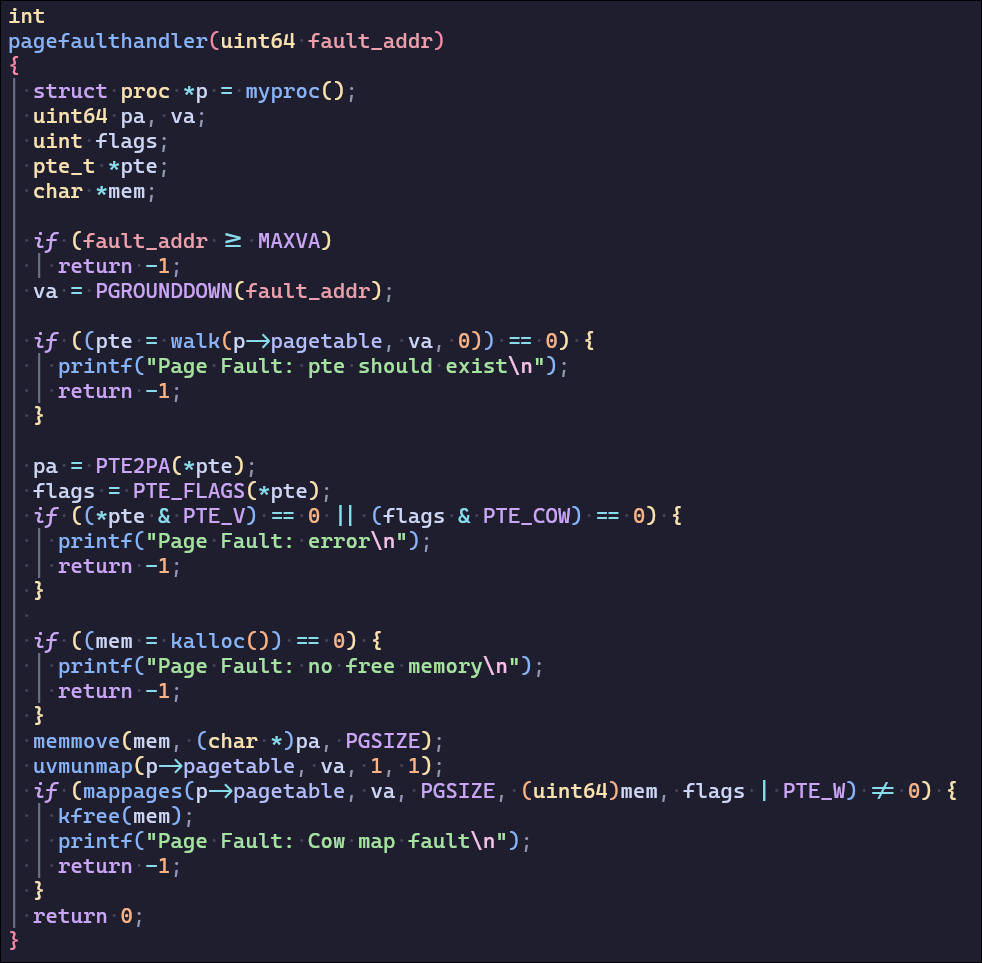 int
pagefaulthandler(uint64 fault_addr)
{
  struct proc *p = myproc();
  uint64 pa, va;
  uint flags;
  pte_t *pte;
  char *mem;

  if (fault_addr ≥ MAXVA)
    return -1;
  va = PGROUNDDOWN(fault_addr);

  if ((pte = walk(p→pagetable, va, 0)) == 0) {
    printf("Page Fault: pte should exist\n");
    return -1;
  }

  pa = PTE2PA(*pte);
  flags = PTE_FLAGS(*pte);
  if ((*pte & PTE_V) == 0 || (flags & PTE_COW) == 0) {
    printf("Page Fault: error\n");
    return -1;
  }

  if ((mem = kalloc()) == 0) {
    printf("Page Fault: no free memory\n");
    return -1;
  }
  memmove(mem, (char *)pa, PGSIZE);
  uvmunmap(p→pagetable, va, 1, 1);
  if (mappages(p→pagetable, va, PGSIZE, (uint64)mem, flags | PTE_W) ≠ 0) {
    kfree(mem);
    printf("Page Fault: Cow map fault\n");
    return -1;
  }
  return 0;
}